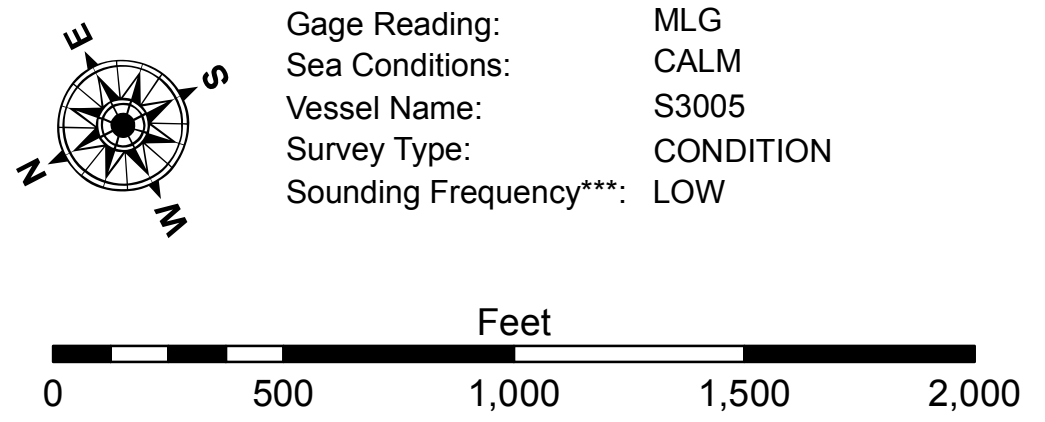 E
S
N
W
Gage Reading: MLG
Sea Conditions: CALM
Vessel Name: S3005
Survey Type: CONDITION
Sounding Frequency***: LOW
Feet
0 500 1,000 1,500 2,000